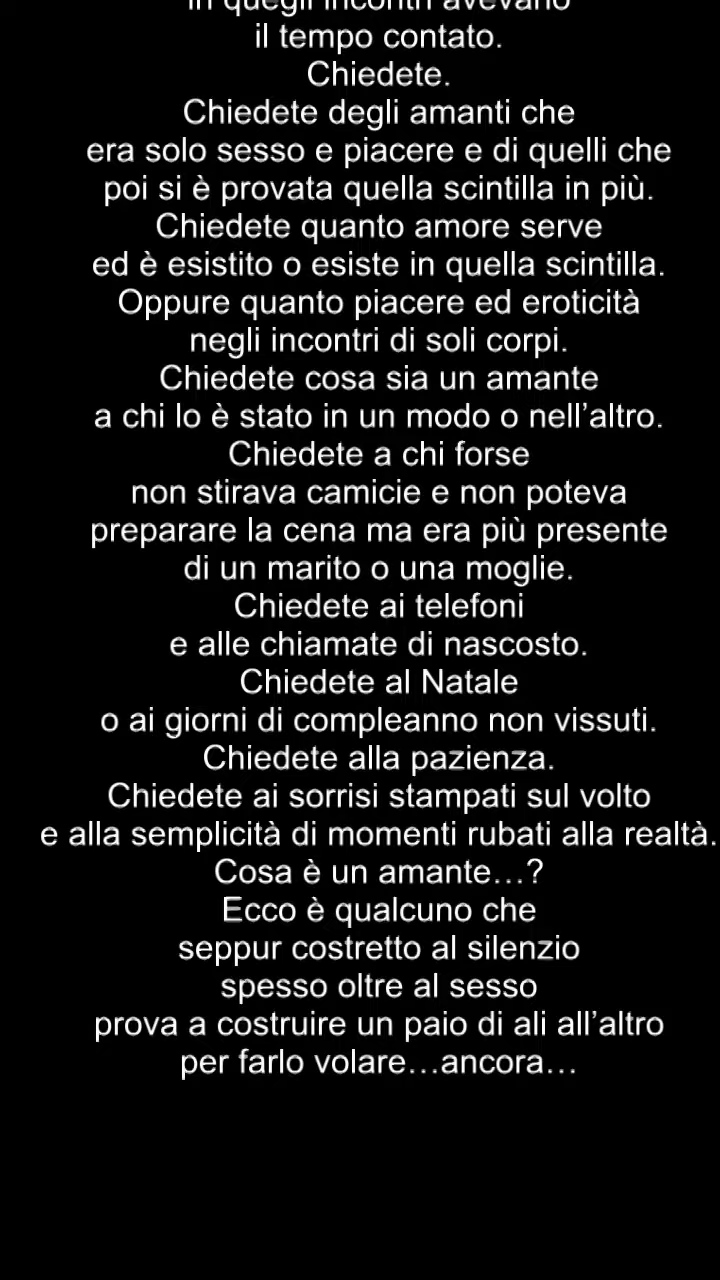 in quegli incontri avevano
il tempo contato.
Chiedete.
Chiedete degli amanti che
era solo sesso e piacere e di quelli che
poi si è provata quella scintilla in più.
Chiedete quanto amore serve
ed è esistito o esiste in quella scintilla.
Oppure quanto piacere ed eroticità
negli incontri di soli corpi.
Chiedete cosa sia un amante
a chi lo è stato in un modo o nell’altro.
Chiedete a chi forse
non stirava camicie e non poteva
preparare la cena ma era più presente
di un marito o una moglie.
Chiedete ai telefoni
e alle chiamate di nascosto.
Chiedete al Natale
o ai giorni di compleanno non vissuti.
Chiedete alla pazienza.
Chiedete ai sorrisi stampati sul volto
e alla semplicità di momenti rubati alla realtà.
Cosa è un amante…?
Ecco è qualcuno che
seppur costretto al silenzio
spesso oltre al sesso
prova a costruire un paio di ali all’altro
per farlo volare…ancora…